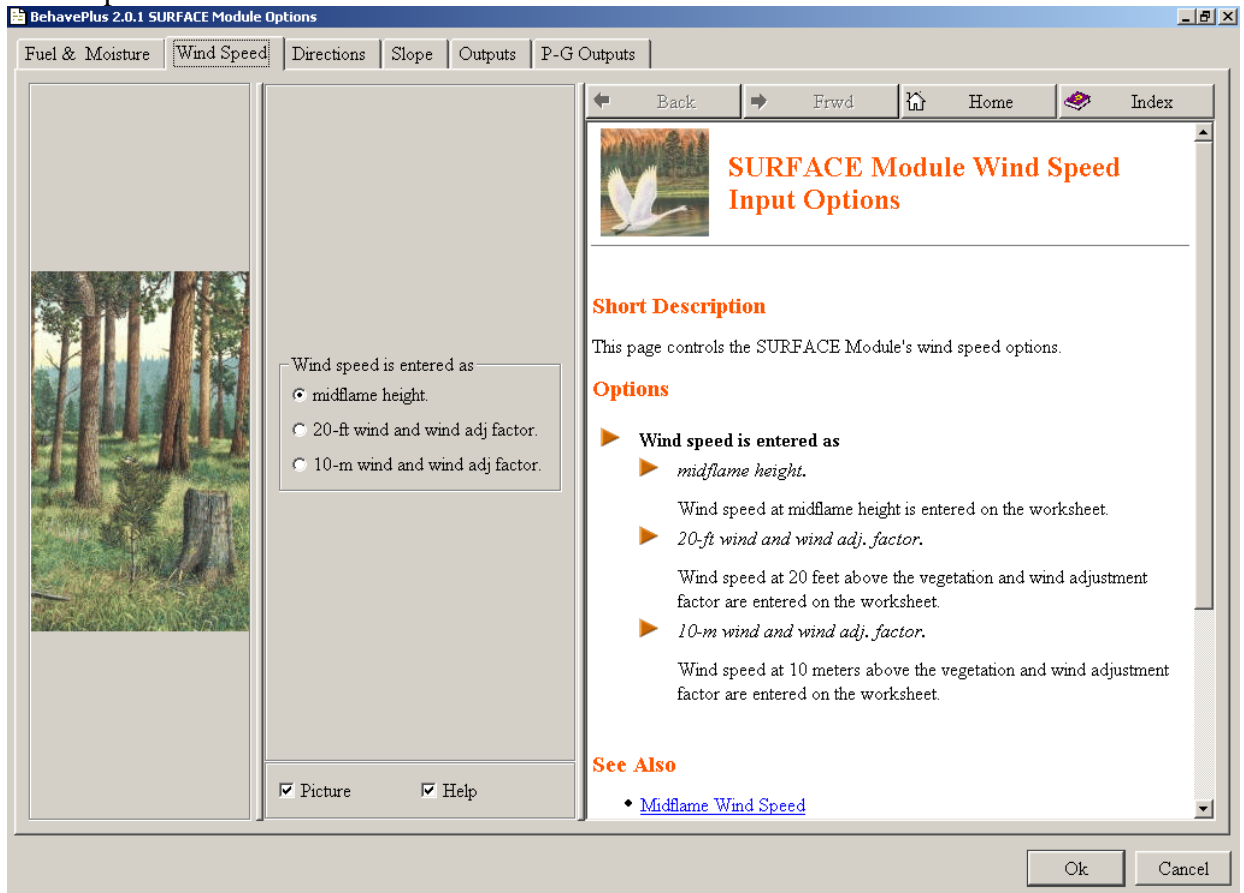 BehavePlus 2.0.1 SURFACE Module Options
Fuel & Moisture Wind Speed Directions Slope Outputs P-G Outputs
Back Frwd Home Index
SURFACE Module Wind Speed
Input Options
Short Description
This page controls the SURFACE Module's wind speed options.
Options
Wind speed is entered as
midflame height.
Wind speed at midflame height is entered on the worksheet.
20-ft wind and wind adj. factor.
Wind speed at 20 feet above the vegetation and wind adjustment
factor are entered on the worksheet.
10-m wind and wind adj. factor.
Wind speed at 10 meters above the vegetation and wind adjustment
factor are entered on the worksheet.
See Also
Midflame Wind Speed
Wind speed is entered as
midflame height.
20-ft wind and wind adj factor.
10-m wind and wind adj factor.
Picture Help
Ok Cancel